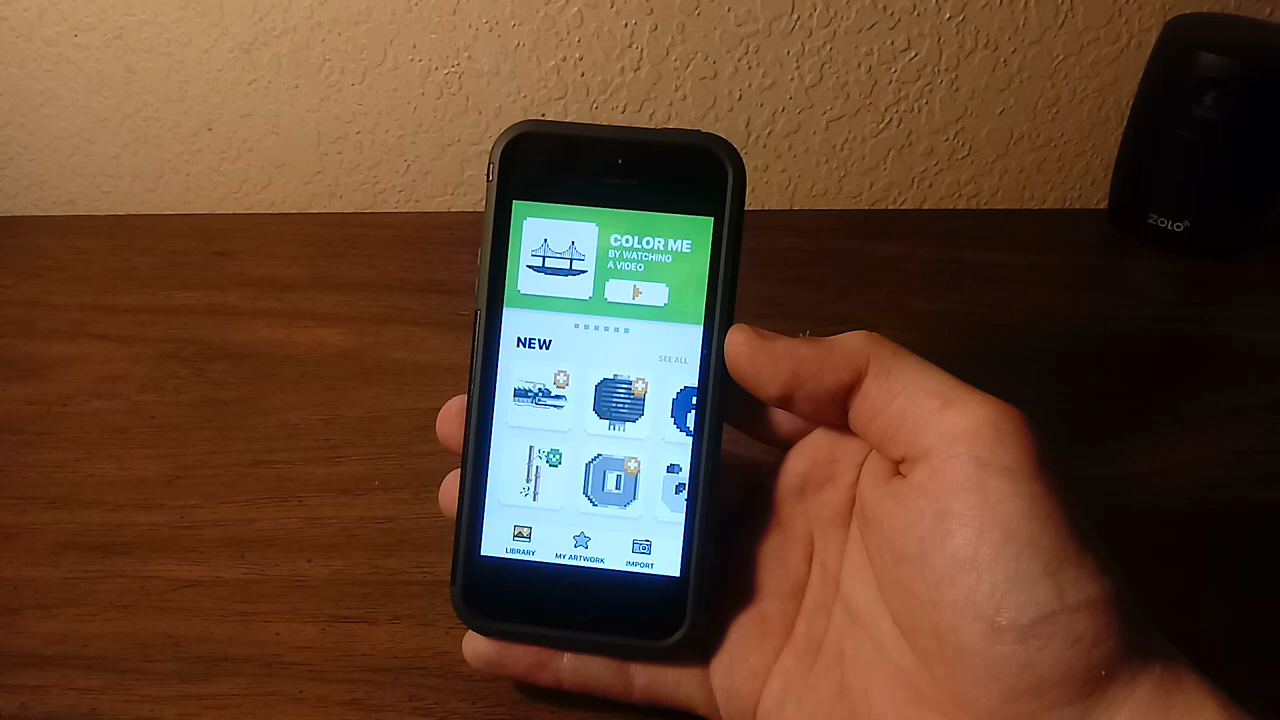 COLOR ME
BY WATCHING
A VIDEO
NEW
SEE ALL
LIBRARY
MY ARTWORK
IMPORT
ZOLO